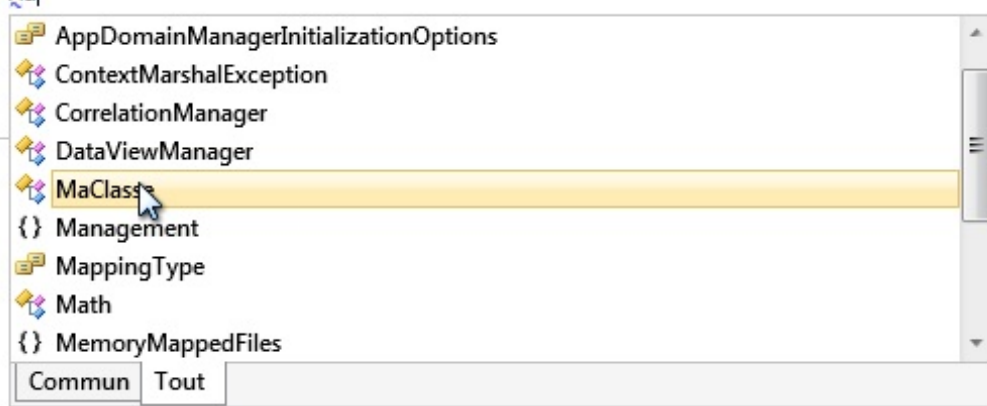 AppDomainManagerInitializationOptions
ContextMarshalException
CorrelationManager
DataViewManager
MaClasse
{} Management
MappingType
Math
{} MemoryMappedFiles
Commun Tout